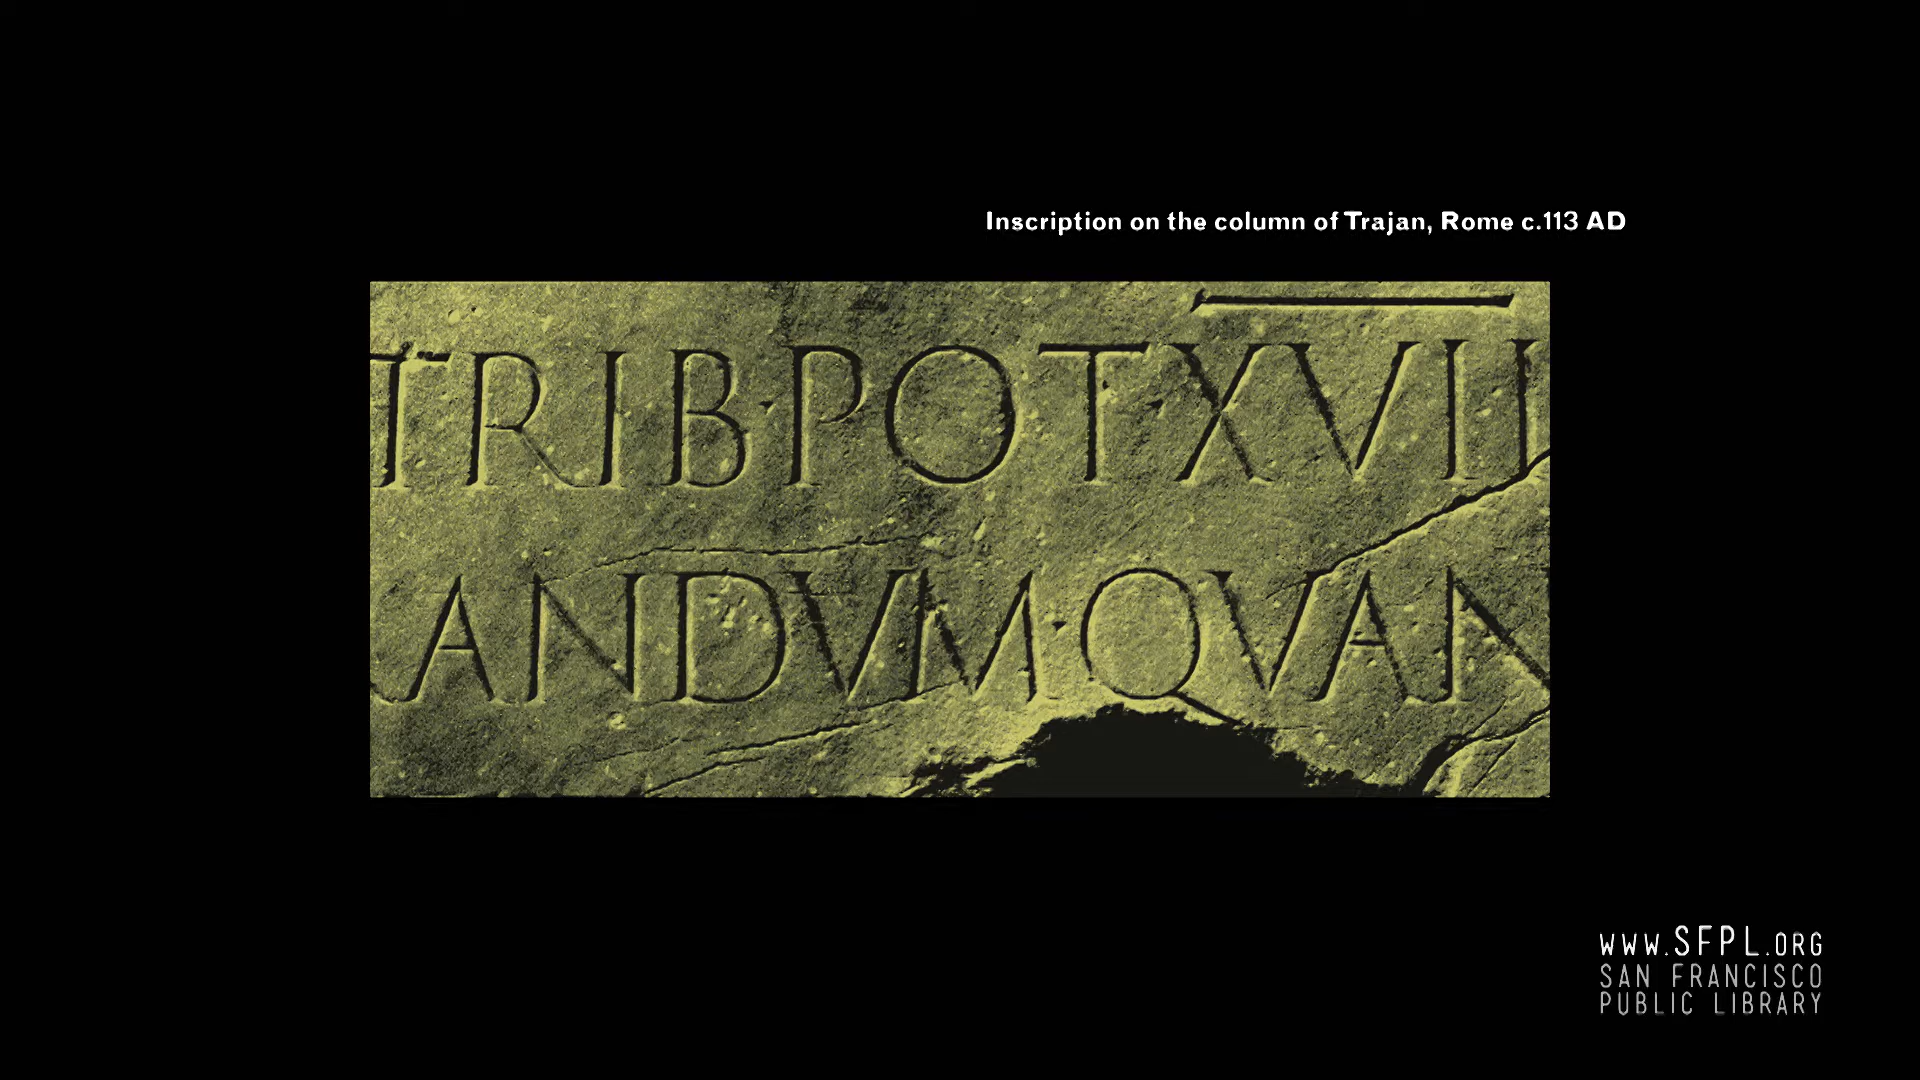 Inscription on the column of Trajan, Rome c.113 AD
TRIB·POT·XVII
ANDVM·QVAN
www.SFPL.ORG
SAN FRANCISCO
PUBLIC LIBRARY